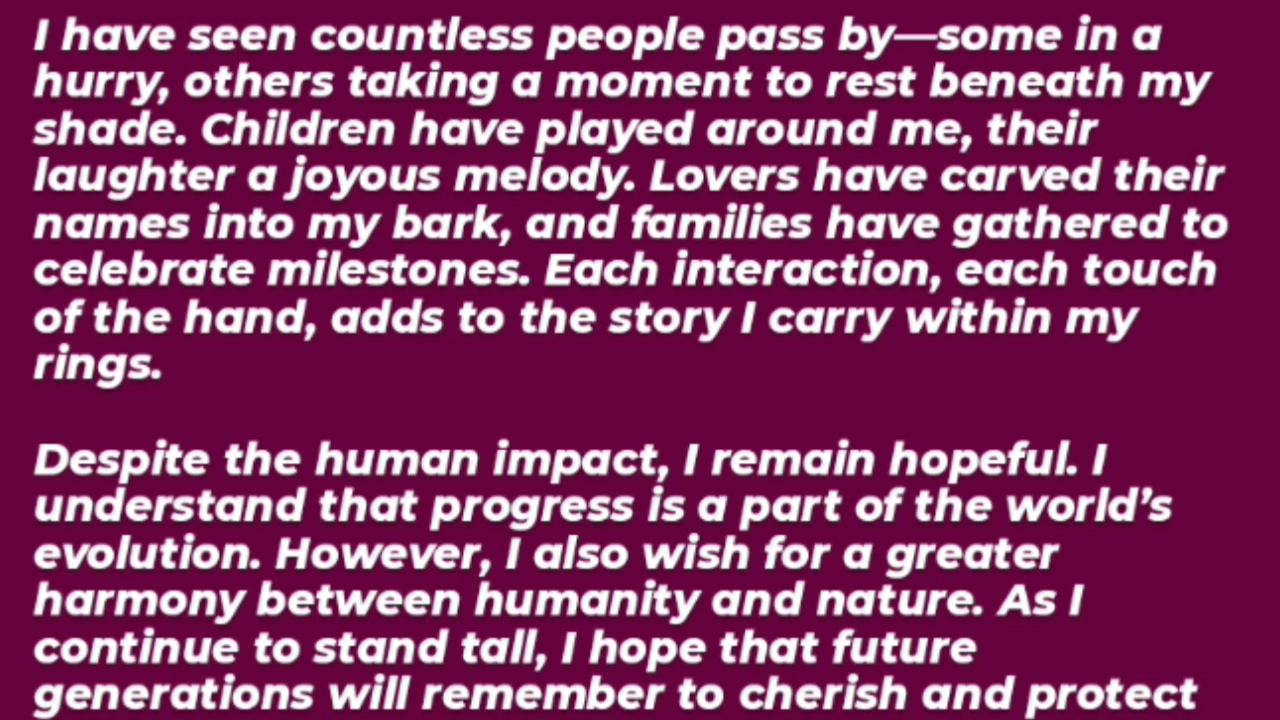 I have seen countless people pass by—some in a
hurry, others taking a moment to rest beneath my
shade. Children have played around me, their
laughter a joyous melody. Lovers have carved their
names into my bark, and families have gathered to
celebrate milestones. Each interaction, each touch
of the hand, adds to the story I carry within my
rings.
Despite the human impact, I remain hopeful. I
understand that progress is a part of the world’s
evolution. However, I also wish for a greater
harmony between humanity and nature. As I
continue to stand tall, I hope that future
generations will remember to cherish and protect